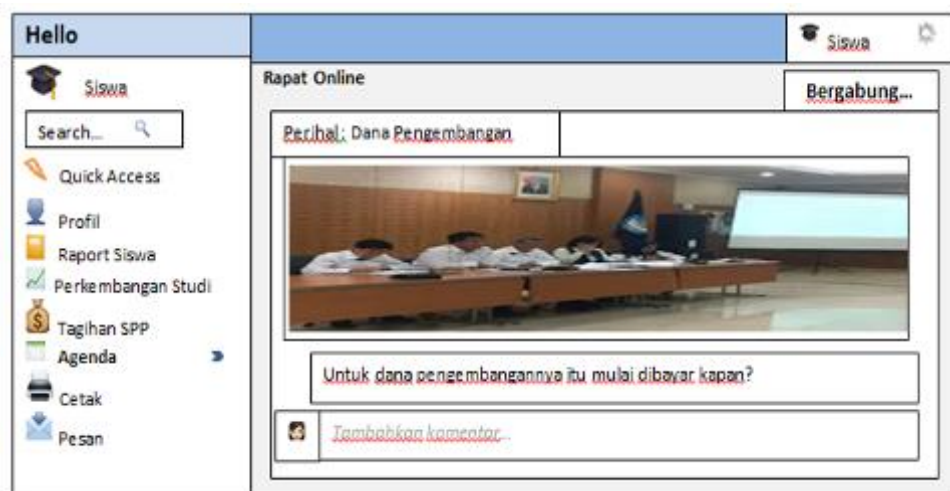 Hello
Siswa
Siswa
Search...
Quick Access
Profil
Raport Siswa
Perkembangan Studi
Tagihan SPP
Agenda
Cetak
Pesan
Rapat Online
Bergabung...
Perihal: Dana Pengembangan
Untuk dana pengembangannya itu mulai dibayar kapan?
Tambahkan komentar...